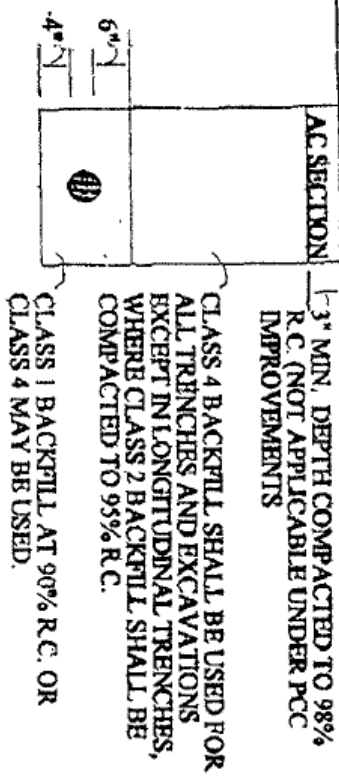 AC SECTION
3" MIN. DEPTH COMPACTED TO 98%
R.C. (NOT APPLICABLE UNDER PCC
IMPROVEMENTS
CLASS 4 BACKFILL SHALL BE USED FOR
ALL TRENCHES AND EXCAVATIONS
EXCEPT IN LONGITUDINAL TRENCHES,
WHERE CLASS 2 BACKFILL SHALL BE
COMPACTED TO 95% R.C.
6"
4"
CLASS 1 BACKFILL AT 90% R.C. OR
CLASS 4 MAY BE USED.